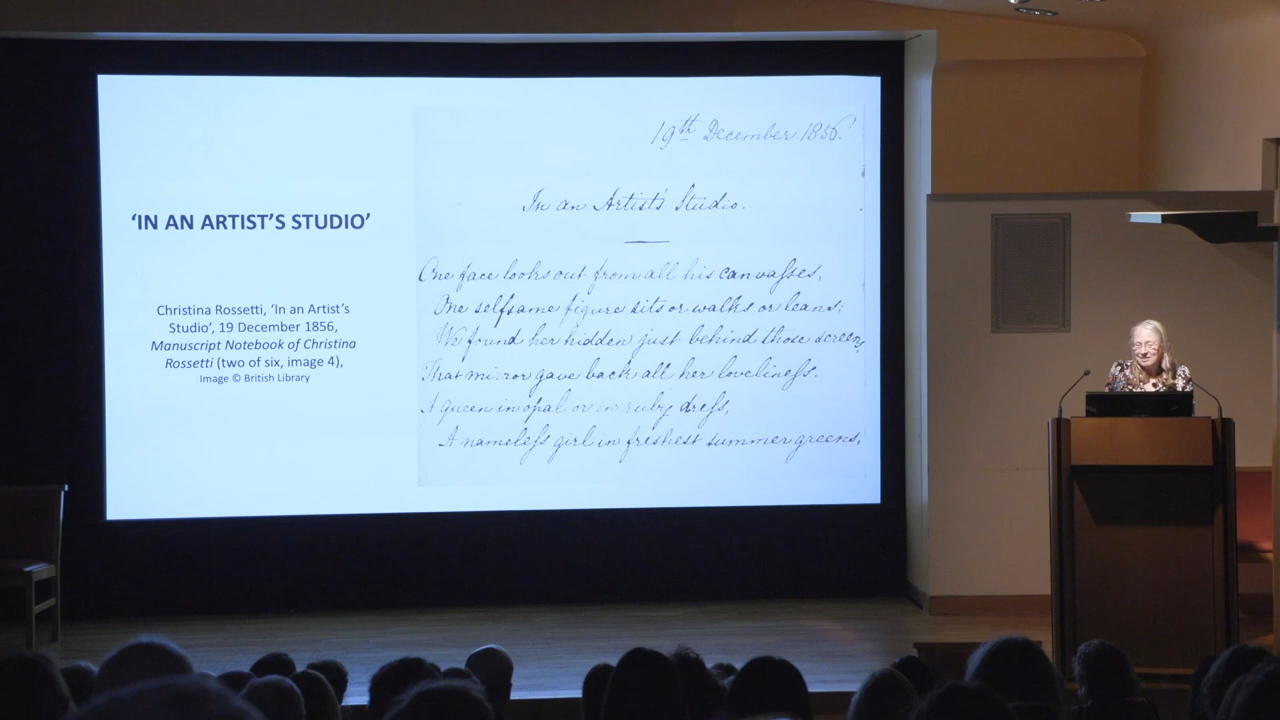 ‘IN AN ARTIST’S STUDIO’
Christina Rossetti, ‘In an Artist’s
Studio’, 19 December 1856,
Manuscript Notebook of Christina
Rossetti (two of six, image 4),
Image © British Library
19th December 1856.
In an Artist's Studio.
One face looks out from all his canvaſses,
One selfsame figure sits or walks or leans;
We found her hidden just behind those screens,
That mirror gave back all her lovelineſs.
A queen in opal or in ruby dreſs,
A nameleſs girl in freshest summer greens,